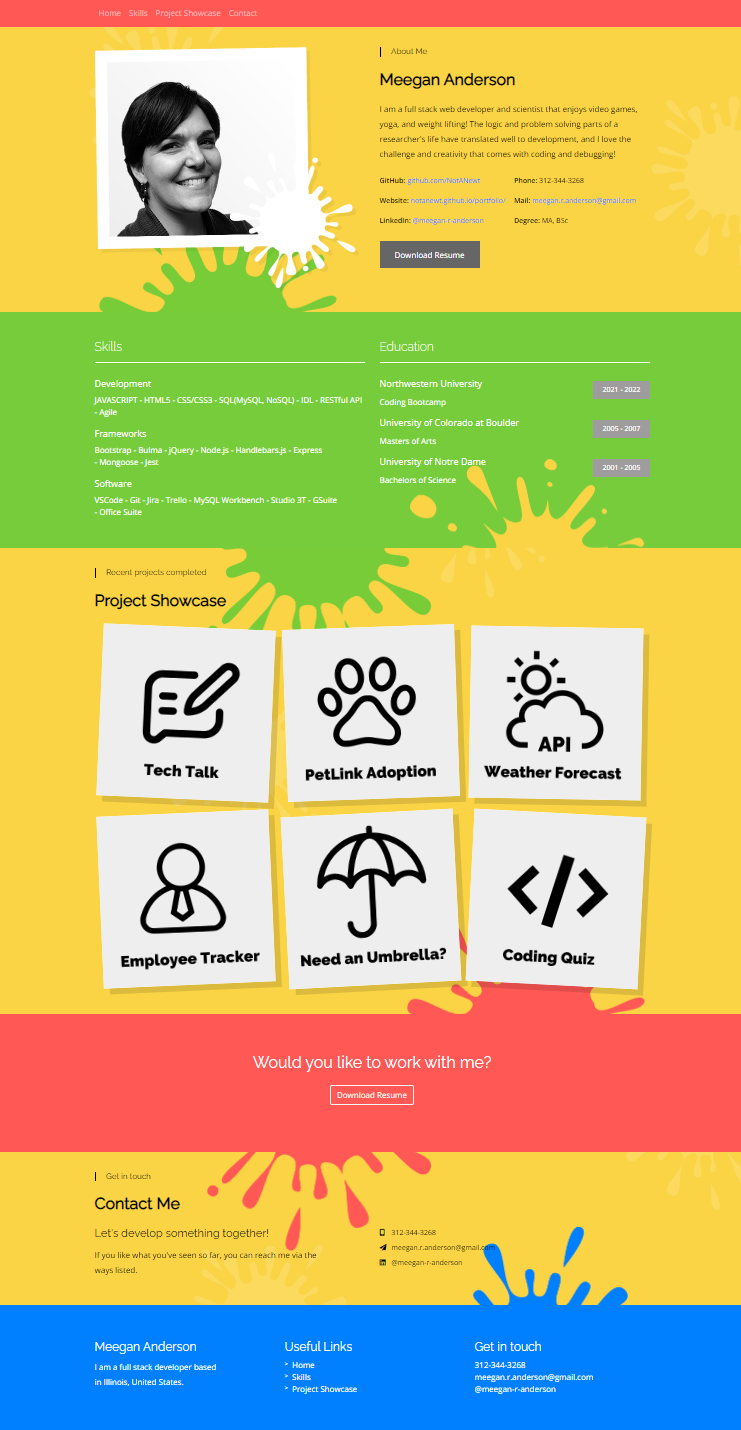 Home Skills Project Showcase Contact
About Me
Meegan Anderson
I am a full stack web developer and scientist that enjoys video games,
yoga, and weight lifting! The logic and problem solving parts of a
researcher's life have translated well to development, and I love the
challenge and creativity that comes with coding and debugging!
GitHub: github.com/NotANewt Phone: 312-344-3268
Website: notanewt.github.io/portfolio/ Mail: meegan.r.anderson@gmail.com
LinkedIn: @meegan-r-anderson Degree: MA, BSc
Download Resume
Skills
Development
JAVASCRIPT - HTML5 - CSS/CSS3 - SQL(MySQL, NoSQL) - IDL - RESTful API
- Agile
Frameworks
Bootstrap - Bulma - jQuery - Node.js - Handlebars.js - Express
- Mongoose - Jest
Software
VSCode - Git - Jira - Trello - MySQL Workbench - Studio 3T - GSuite
- Office Suite
Education
Northwestern University 2021 - 2022
Coding Bootcamp
University of Colorado at Boulder 2005 - 2007
Masters of Arts
University of Notre Dame 2001 - 2005
Bachelors of Science
Recent projects completed
Project Showcase
Tech Talk
PetLink Adoption
API
Weather Forecast
Employee Tracker
Need an Umbrella?
Coding Quiz
Would you like to work with me?
Download Resume
Get in touch
Contact Me
Let's develop something together!
If you like what you've seen so far, you can reach me via the
ways listed.
312-344-3268
meegan.r.anderson@gmail.com
@meegan-r-anderson
Meegan Anderson
I am a full stack developer based
in Illinois, United States.
Useful Links
> Home
> Skills
> Project Showcase
Get in touch
312-344-3268
meegan.r.anderson@gmail.com
@meegan-r-anderson